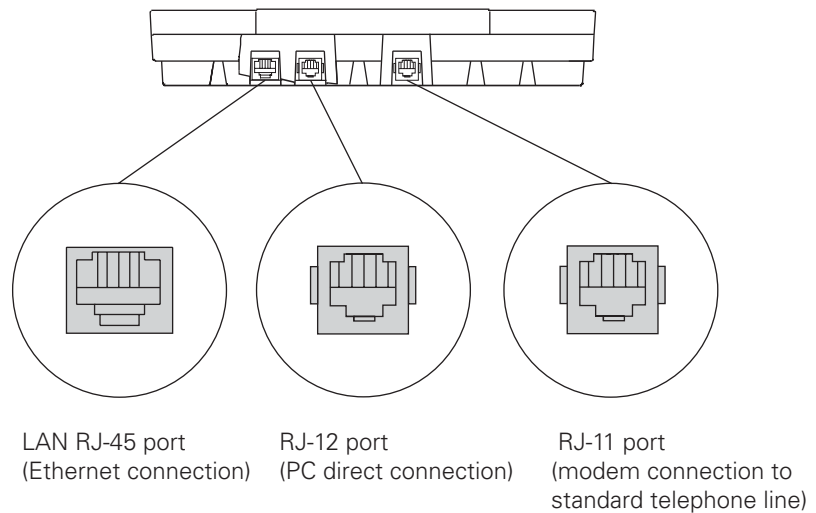 LAN RJ-45 port
(Ethernet connection)
RJ-12 port
(PC direct connection)
RJ-11 port
(modem connection to
standard telephone line)